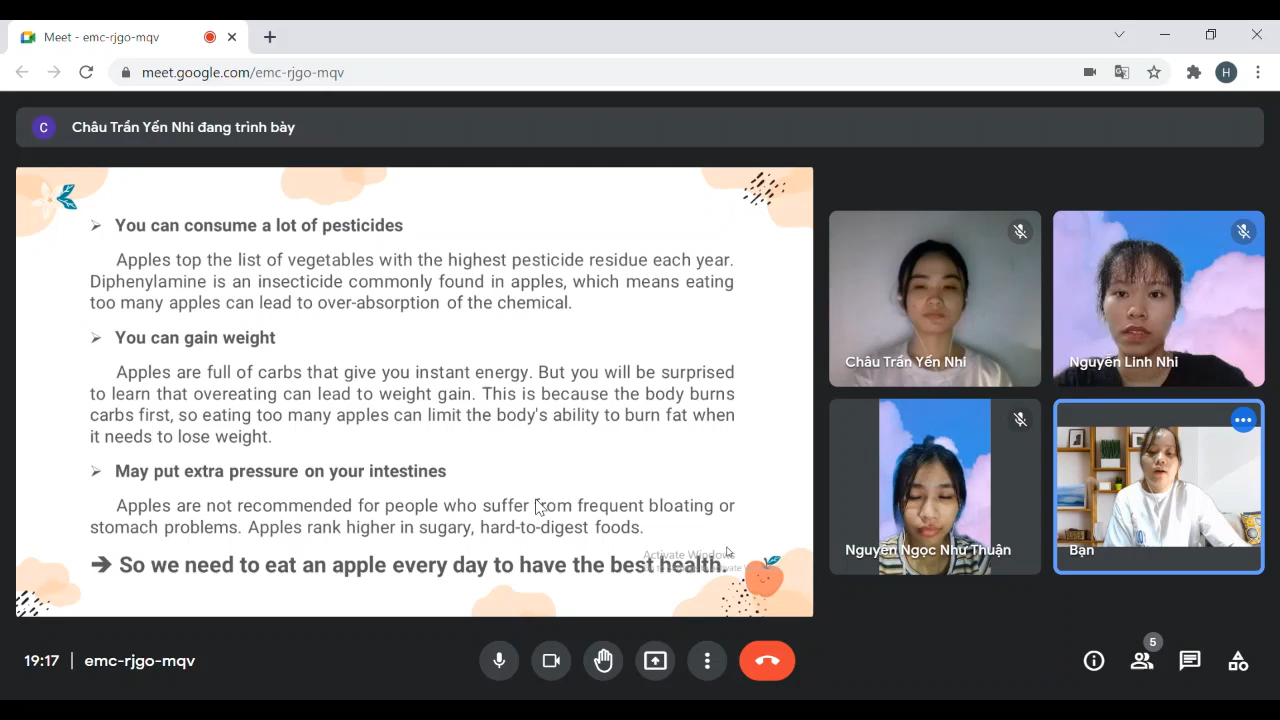 Meet - emc-rjgo-mqv
meet.google.com/emc-rjgo-mqv
H
C
Châu Trần Yến Nhi đang trình bày
You can consume a lot of pesticides
Apples top the list of vegetables with the highest pesticide residue each year.
Diphenylamine is an insecticide commonly found in apples, which means eating
too many apples can lead to over-absorption of the chemical.
You can gain weight
Apples are full of carbs that give you instant energy. But you will be surprised
to learn that overeating can lead to weight gain. This is because the body burns
carbs first, so eating too many apples can limit the body's ability to burn fat when
it needs to lose weight.
May put extra pressure on your intestines
Apples are not recommended for people who suffer from frequent bloating or
stomach problems. Apples rank higher in sugary, hard-to-digest foods.
Activate Windows
➔ So we need to eat an apple every day to have the best health.
Châu Trần Yến Nhi
Nguyễn Linh Nhi
Nguyễn Ngọc Như Thuận
Bạn
19:17 | emc-rjgo-mqv
5